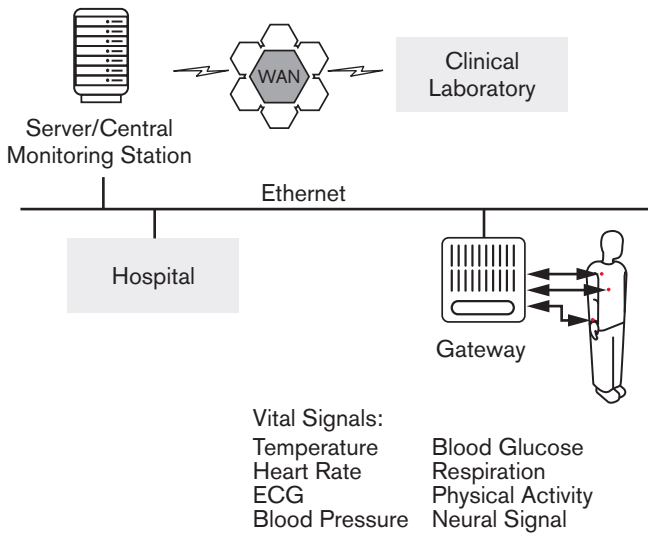 WAN
Clinical
Laboratory
Server/Central
Monitoring Station
Ethernet
Hospital
Gateway
Vital Signals:
Temperature Blood Glucose
Heart Rate Respiration
ECG Physical Activity
Blood Pressure Neural Signal